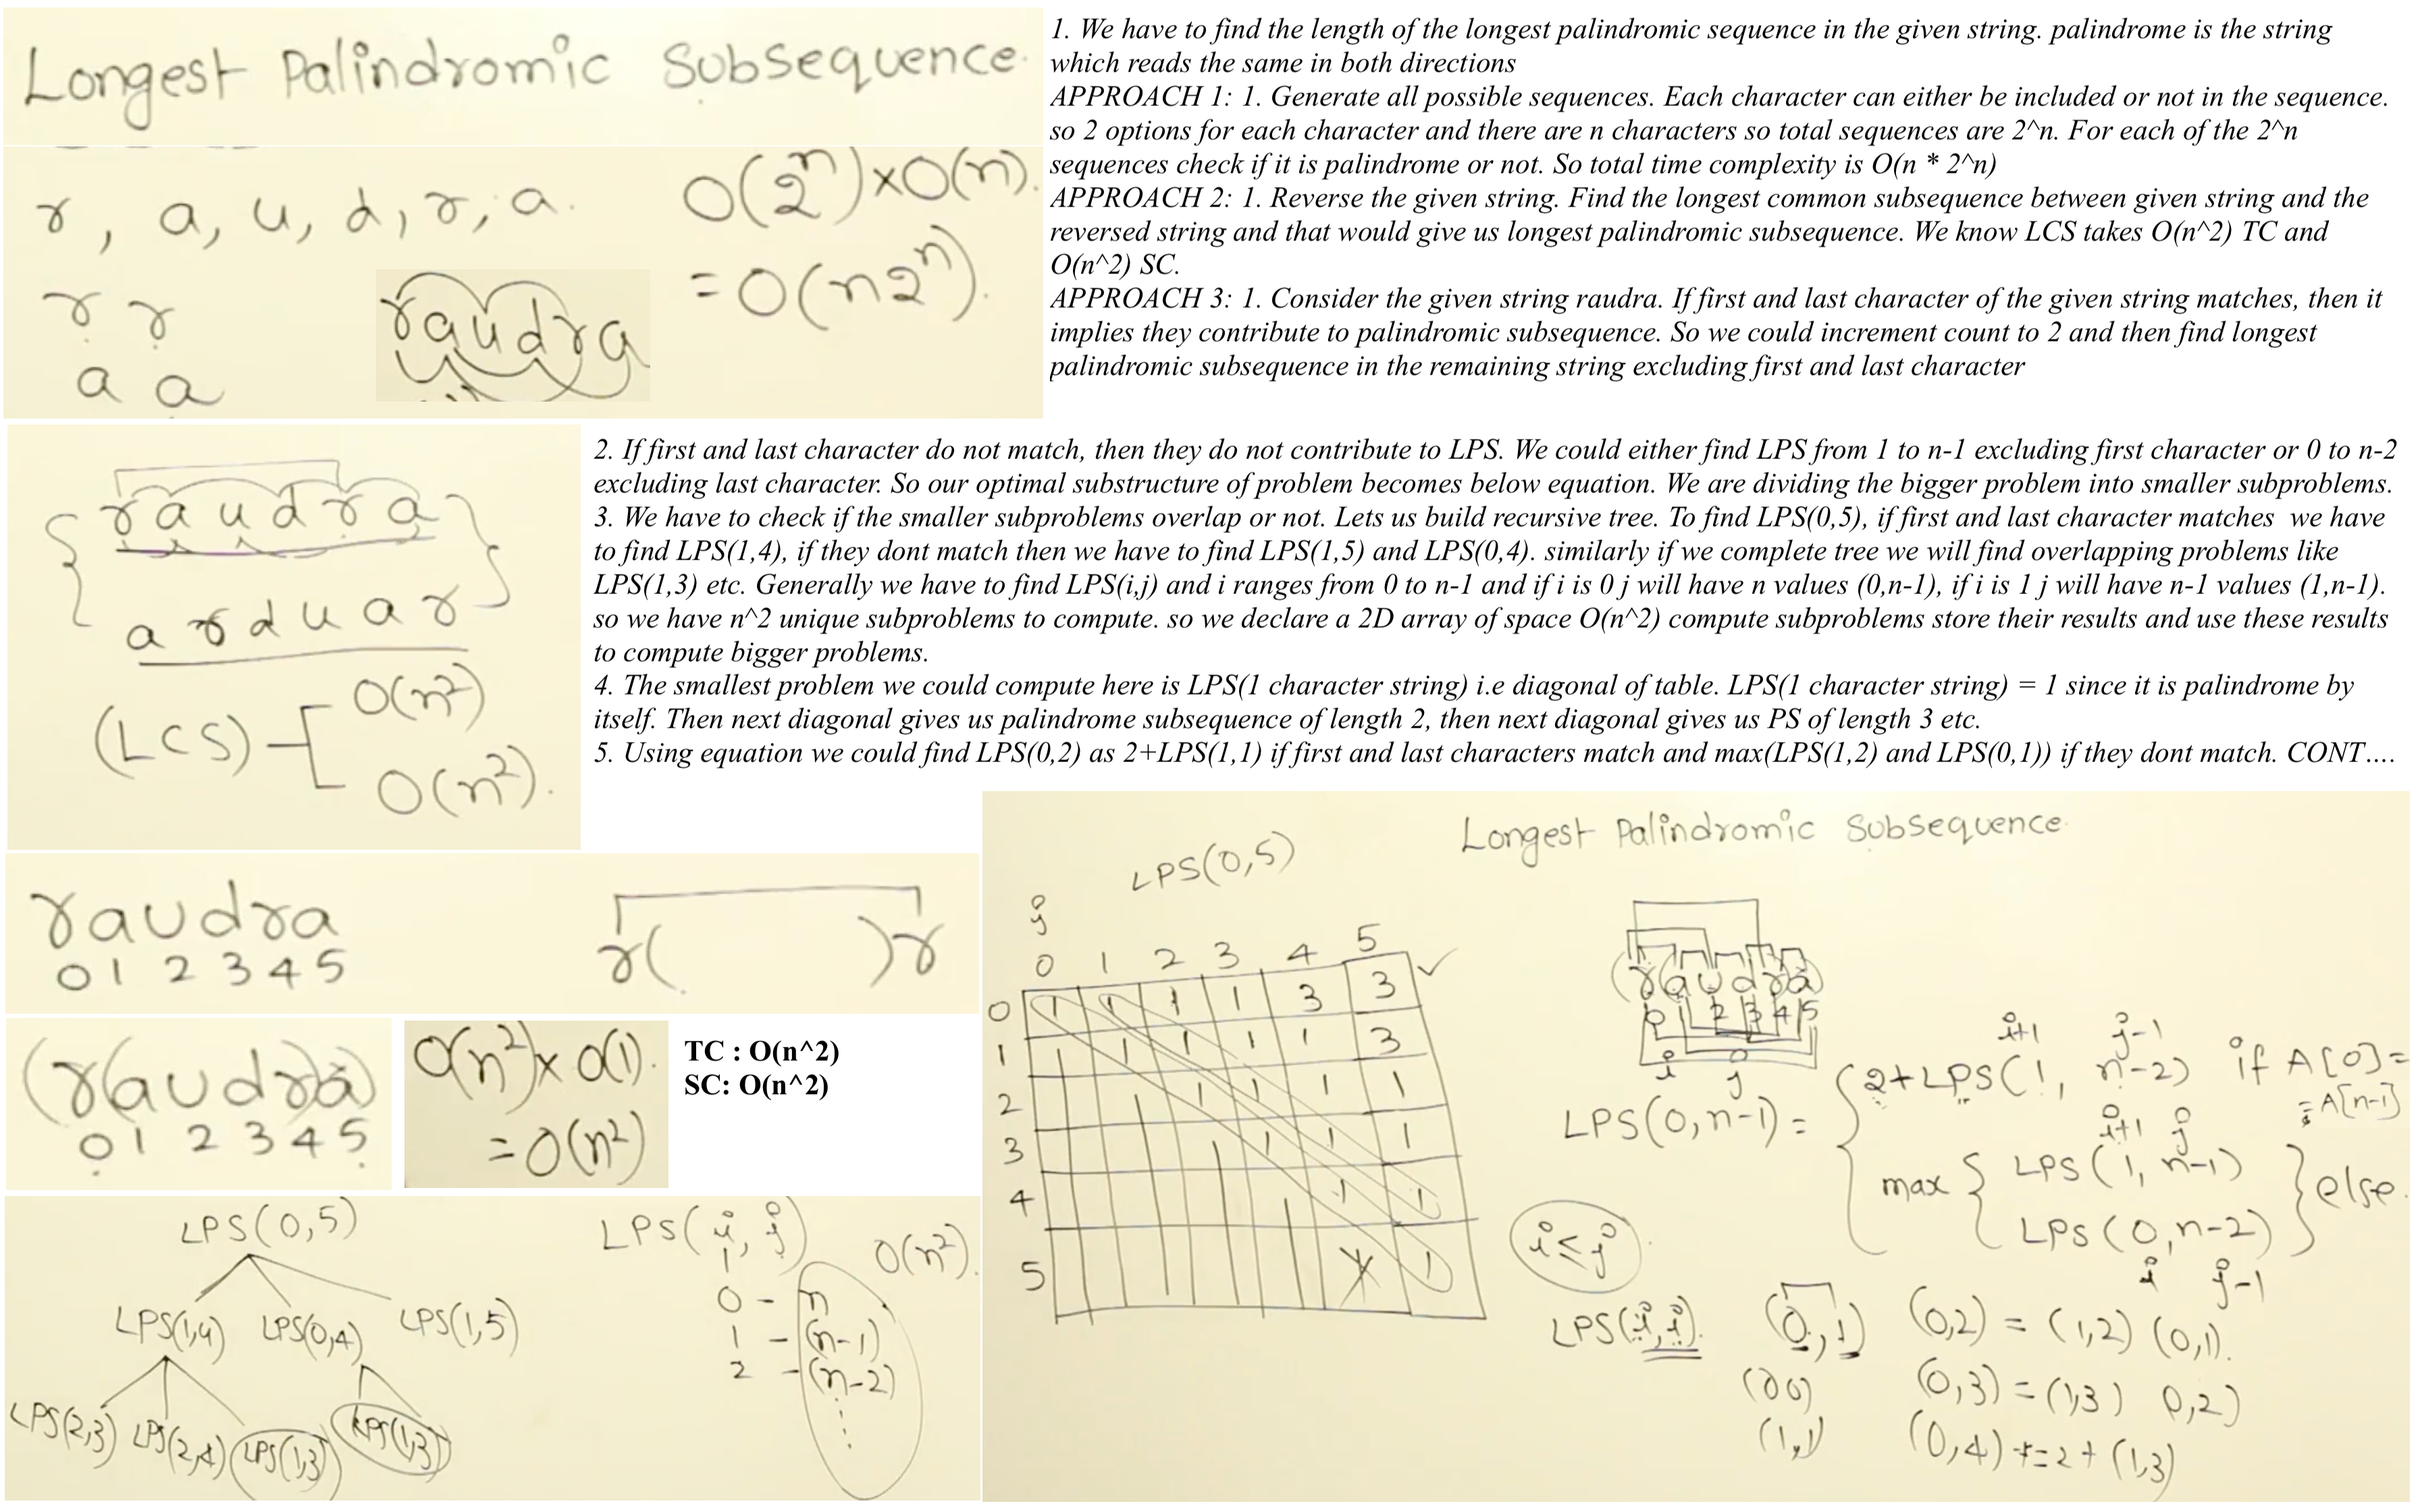 Longest Palindromic Subsequence.
1. We have to find the length of the longest palindromic sequence in the given string. palindrome is the string
which reads the same in both directions
APPROACH 1: 1. Generate all possible sequences. Each character can either be included or not in the sequence.
so 2 options for each character and there are n characters so total sequences are 2^n. For each of the 2^n
sequences check if it is palindrome or not. So total time complexity is O(n * 2^n)
APPROACH 2: 1. Reverse the given string. Find the longest common subsequence between given string and the
reversed string and that would give us longest palindromic subsequence. We know LCS takes O(n^2) TC and
O(n^2) SC.
APPROACH 3: 1. Consider the given string raudra. If first and last character of the given string matches, then it
implies they contribute to palindromic subsequence. So we could increment count to 2 and then find longest
palindromic subsequence in the remaining string excluding first and last character
r, a, u, d, r, a.
O(2^n)×O(n).
= O(n2^n).
r r
a a
raudra
2. If first and last character do not match, then they do not contribute to LPS. We could either find LPS from 1 to n-1 excluding first character or 0 to n-2
excluding last character. So our optimal substructure of problem becomes below equation. We are dividing the bigger problem into smaller subproblems.
3. We have to check if the smaller subproblems overlap or not. Lets us build recursive tree. To find LPS(0,5), if first and last character matches  we have
to find LPS(1,4), if they dont match then we have to find LPS(1,5) and LPS(0,4). similarly if we complete tree we will find overlapping problems like
LPS(1,3) etc. Generally we have to find LPS(i,j) and i ranges from 0 to n-1 and if i is 0 j will have n values (0,n-1), if i is 1 j will have n-1 values (1,n-1).
so we have n^2 unique subproblems to compute. so we declare a 2D array of space O(n^2) compute subproblems store their results and use these results
to compute bigger problems.
4. The smallest problem we could compute here is LPS(1 character string) i.e diagonal of table. LPS(1 character string) = 1 since it is palindrome by
itself. Then next diagonal gives us palindrome subsequence of length 2, then next diagonal gives us PS of length 3 etc.
5. Using equation we could find LPS(0,2) as 2+LPS(1,1) if first and last characters match and max(LPS(1,2) and LPS(0,1)) if they dont match. CONT....
raudra
arduar
(LCS) - O(n²)
O(n²).
raudra
0 1 2 3 4 5
r( )r
(r(audr)a)
0 1 2 3 4 5
O(n²)× O(1).
= O(n²)
TC : O(n^2)
SC: O(n^2)
LPS(0,5)
LPS(1,4) LPS(0,4) LPS(1,5)
LPS(2,3) LPS(2,4) LPS(1,3) LPS(1,3)
LPS(i, j)
O(n²).
0 - n
1 - (n-1)
2 - (n-2)
Longest Palindromic Subsequence.
LPS(0,5)
j
0 1 2 3 4 5
0 1 1 1 1 3 3
1 1 1 1 1 3
2 1 1 1 1
3 1 1 1
4 1 1
5 1
(raudra)
0 1 2 3 4 5
i j
LPS(0, n-1) =
i+1 j-1
2+LPS(1, n-2) if A[0]=
=A[n-1]
i+1 j
max { LPS(1, n-1)
LPS(0, n-2) } else.
i j-1
i ≤ j
LPS(i, i).
(0,1)
(0 0)
(1,1)
(0,2) = (1,2) (0,1).
(0,3) = (1,3) 0,2)
(0,4) = 2 + (1,3)